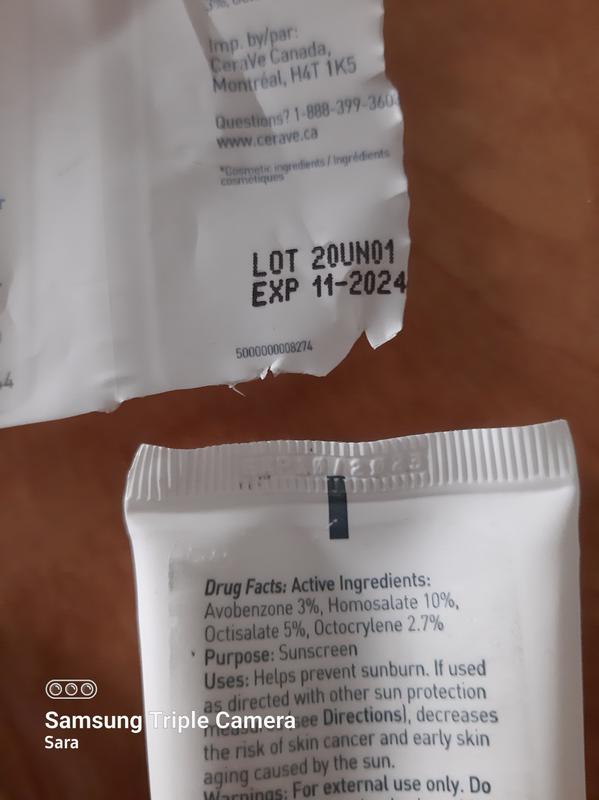 Imp. by/par:
CeraVe Canada,
Montréal, H4T 1K5
Questions? 1-888-399-360
www.cerave.ca
*Cosmetic ingredients / Ingrédients
cosmétiques
LOT 20UN01
EXP 11-2024
5000000008274
Drug Facts: Active Ingredients:
Avobenzone 3%, Homosalate 10%,
Octisalate 5%, Octocrylene 2.7%
Purpose: Sunscreen
Uses: Helps prevent sunburn. If used
as directed with other sun protection
measures (see Directions), decreases
the risk of skin cancer and early skin
aging caused by the sun.
Warnings: For external use only. Do
Samsung Triple Camera
Sara